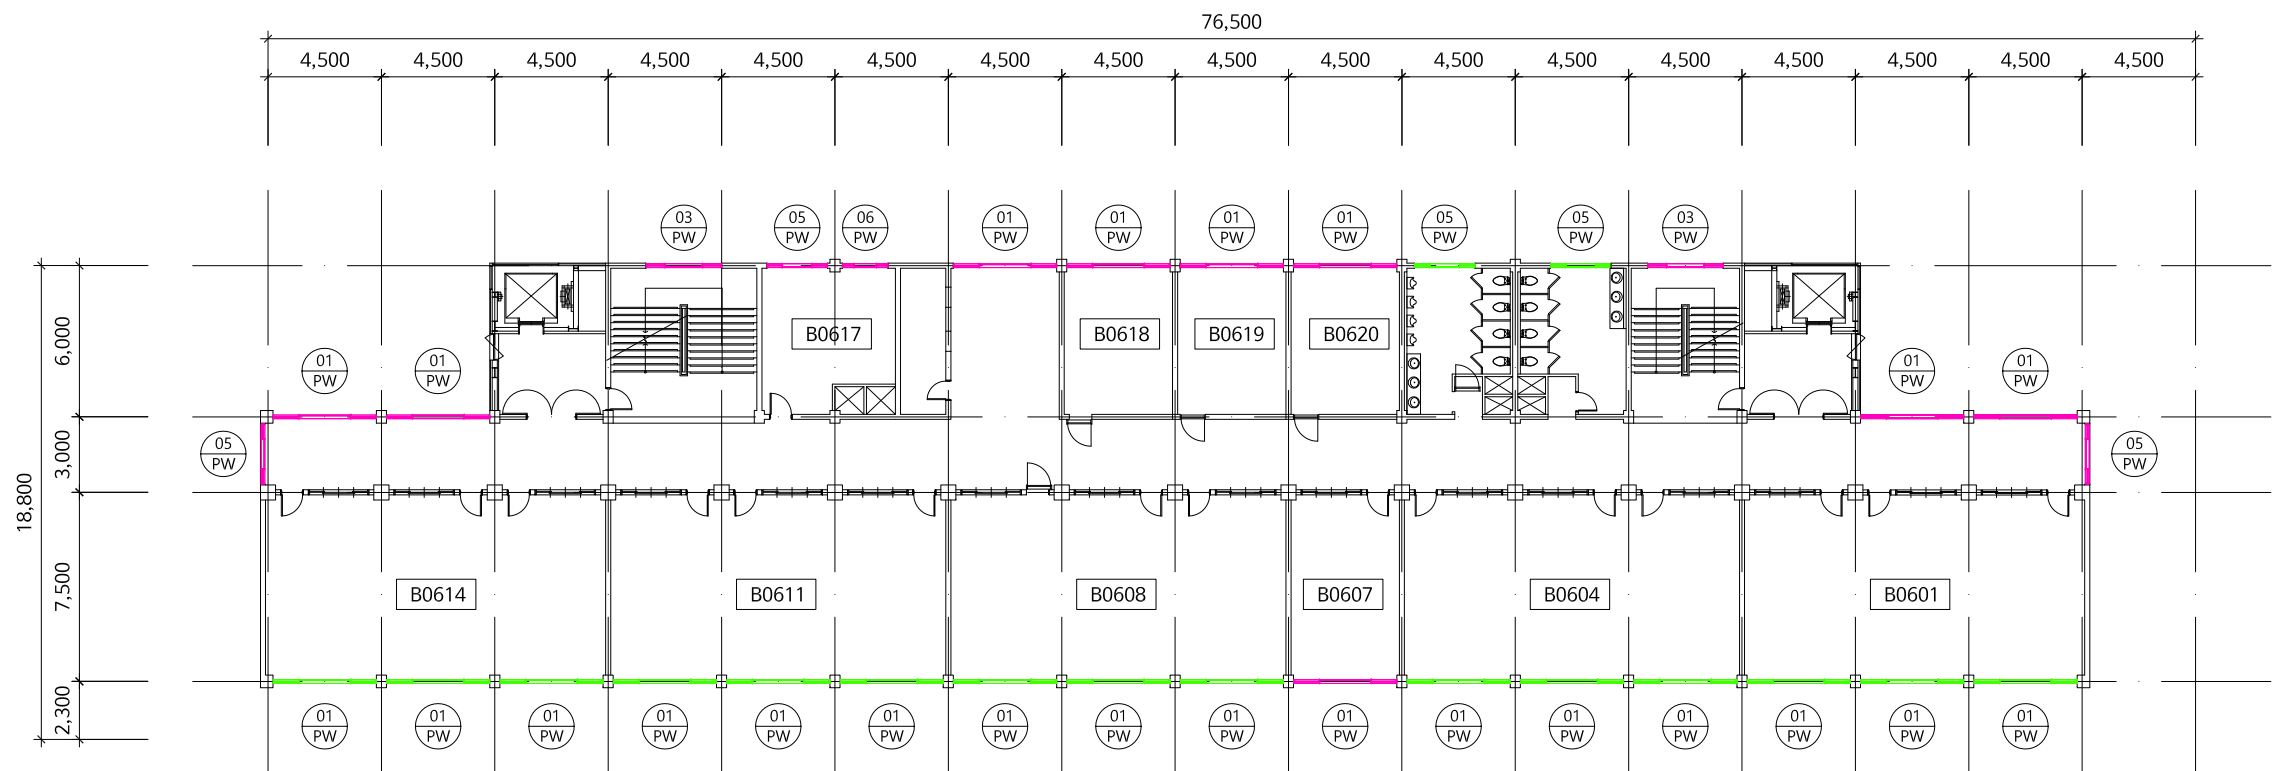 76,500
4,500 4,500 4,500 4,500 4,500 4,500 4,500 4,500 4,500 4,500 4,500 4,500 4,500 4,500 4,500 4,500 4,500
03 05 06 01 01 01 01 05 05 03
PW PW PW PW PW PW PW PW PW PW
6,000
B0617 B0618 B0619 B0620
01 01 01 01
PW PW PW PW
05 05
PW PW
3,000
18,800
7,500
B0614 B0611 B0608 B0607 B0604 B0601
2,300
01 01 01 01 01 01 01 01 01 01 01 01 01 01 01 01
PW PW PW PW PW PW PW PW PW PW PW PW PW PW PW PW